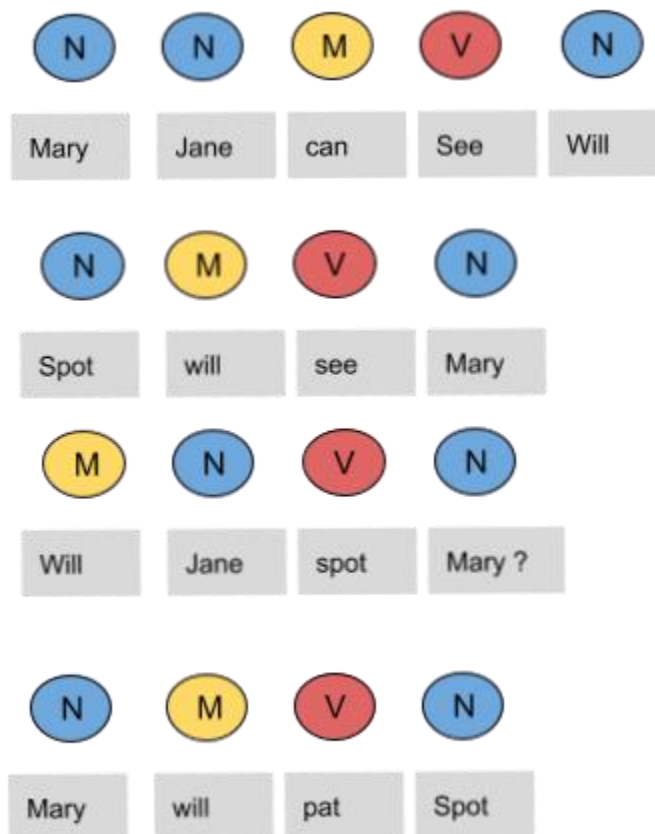 N N M V N
Mary Jane can See Will
N M V N
Spot will see Mary
M N V N
Will Jane spot Mary ?
N M V N
Mary will pat Spot